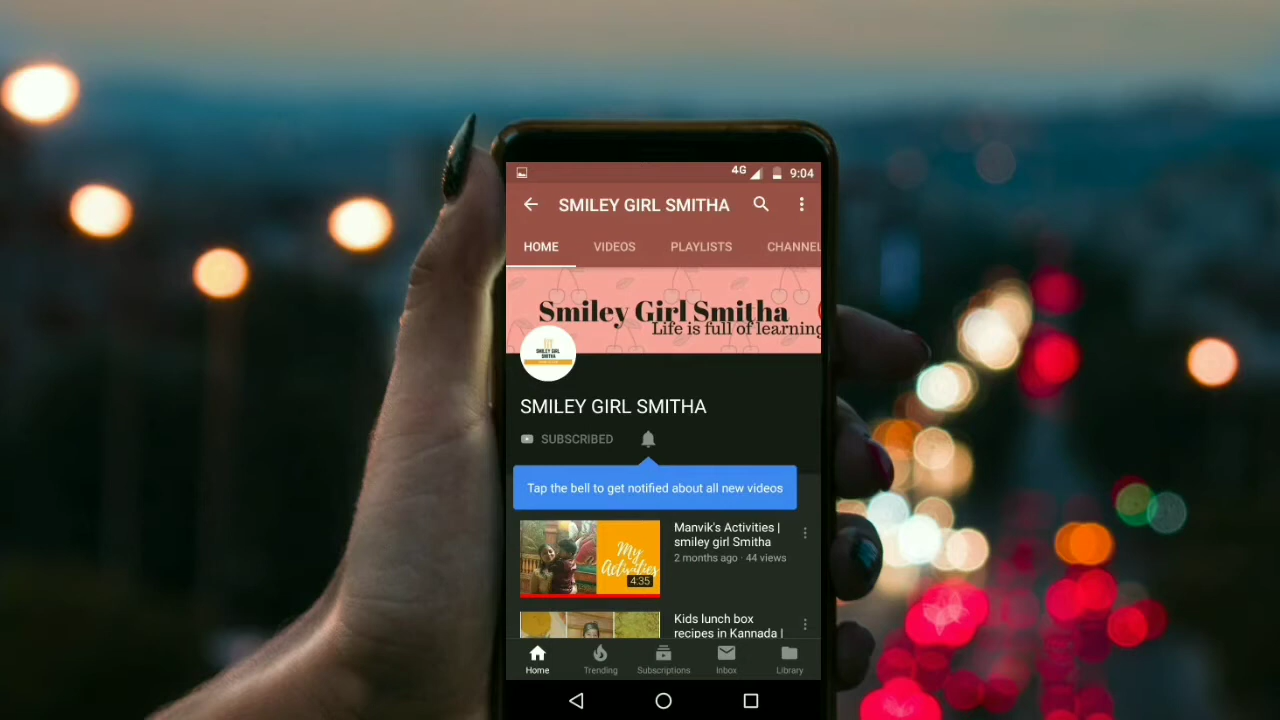 4G 9:04
SMILEY GIRL SMITHA
HOME VIDEOS PLAYLISTS CHANNEL
Smiley Girl Smitha
Life is full of learning
SMILEY GIRL
SMITHA
SMILEY GIRL SMITHA
SUBSCRIBED
Tap the bell to get notified about all new videos
My
Activities
4:35
Manvik's Activities |
smiley girl Smitha
2 months ago · 44 views
Kids lunch box
recipes in Kannada |
Home Trending Subscriptions Inbox Library